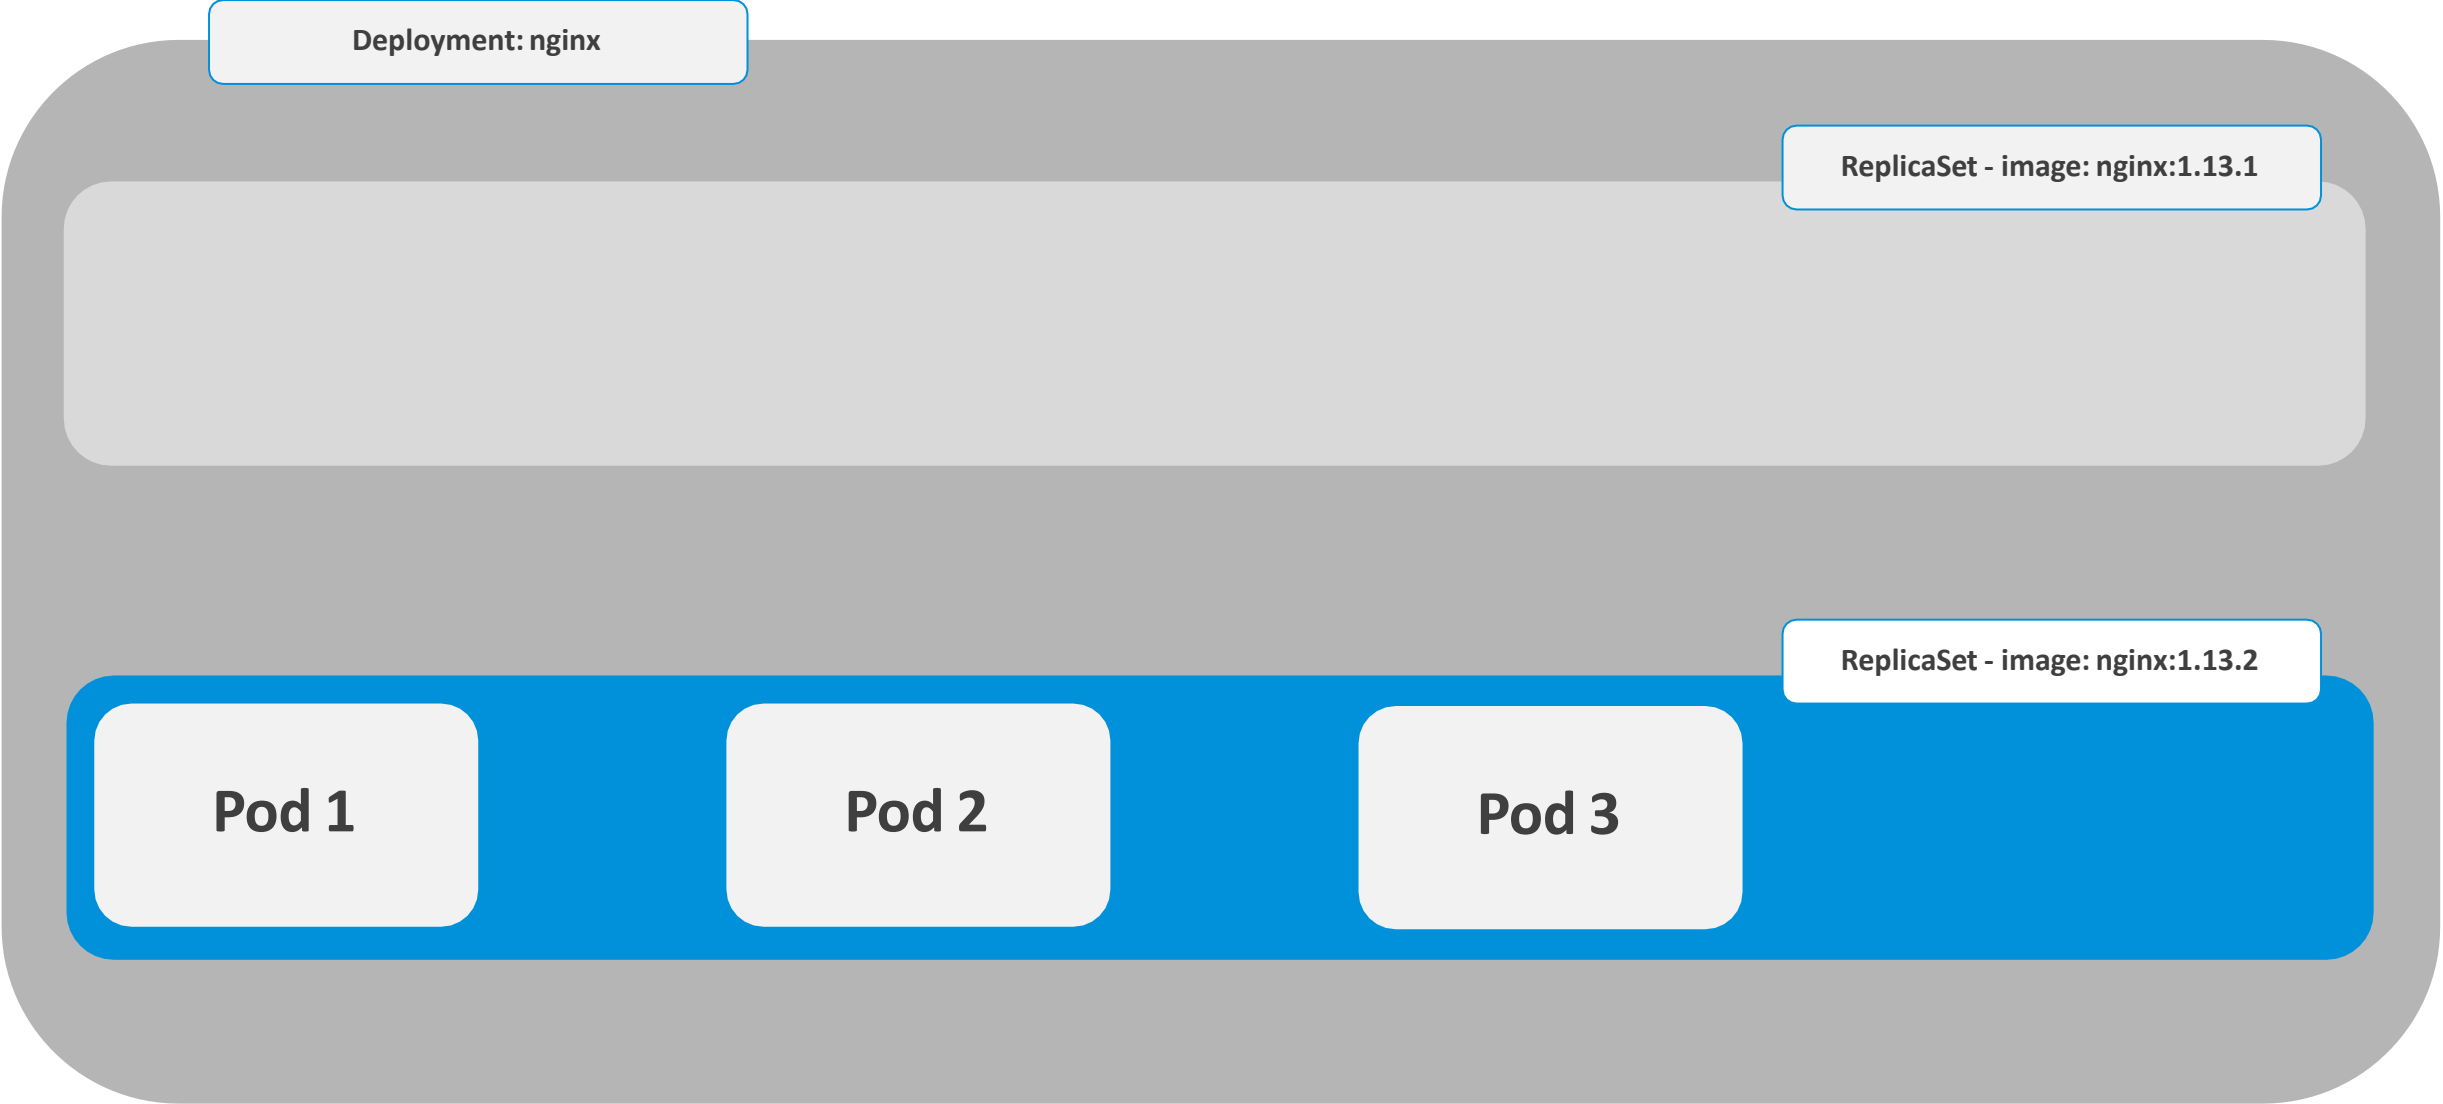 Deployment: nginx
ReplicaSet - image: nginx:1.13.1
ReplicaSet - image: nginx:1.13.2
Pod 1
Pod 2
Pod 3